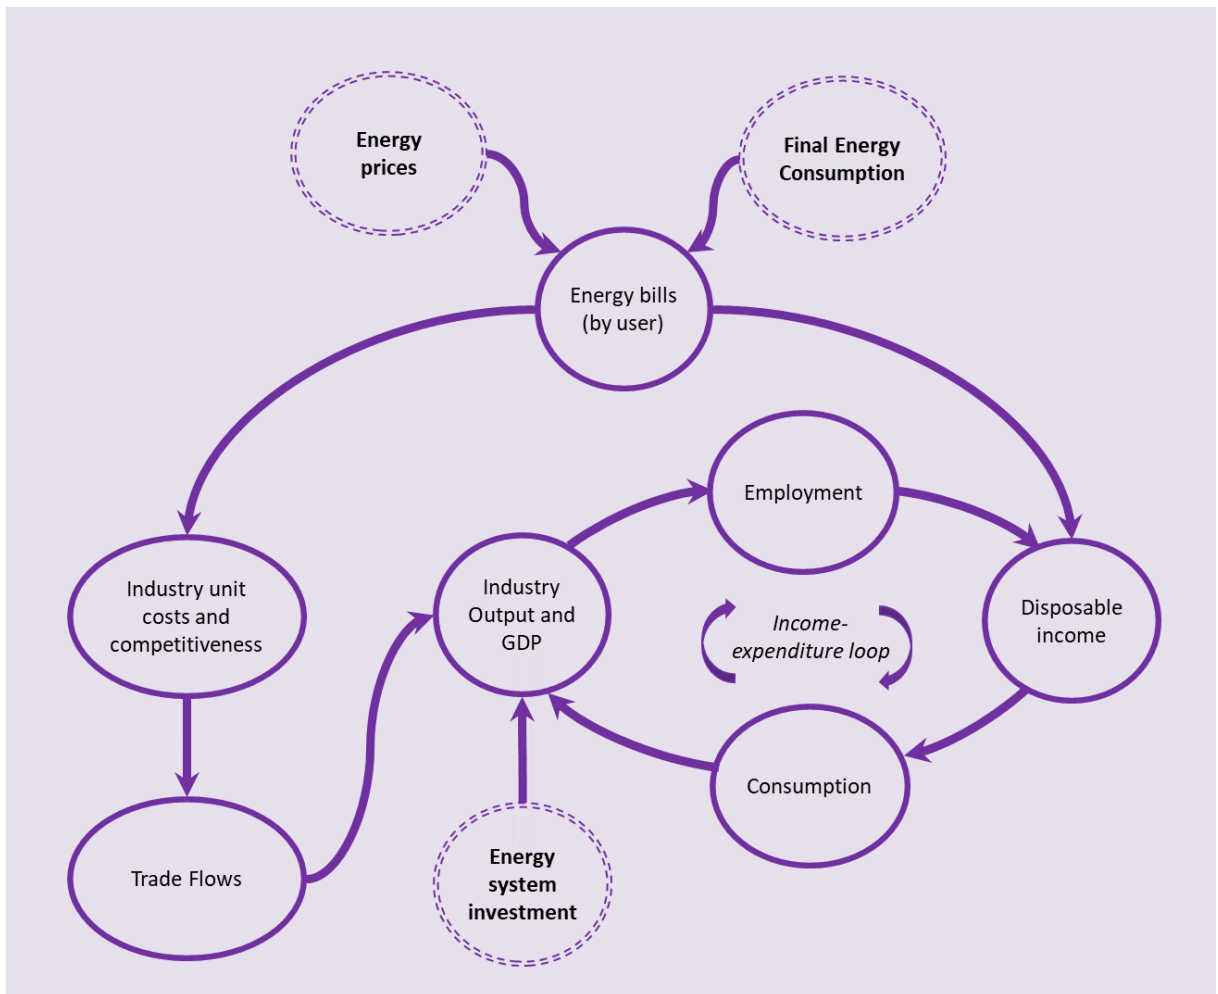 Energy
prices
Final Energy
Consumption
Energy bills
(by user)
Employment
Industry unit
costs and
competitiveness
Industry
Output and
GDP
Income-
expenditure loop
Disposable
income
Consumption
Trade Flows
Energy
system
investment